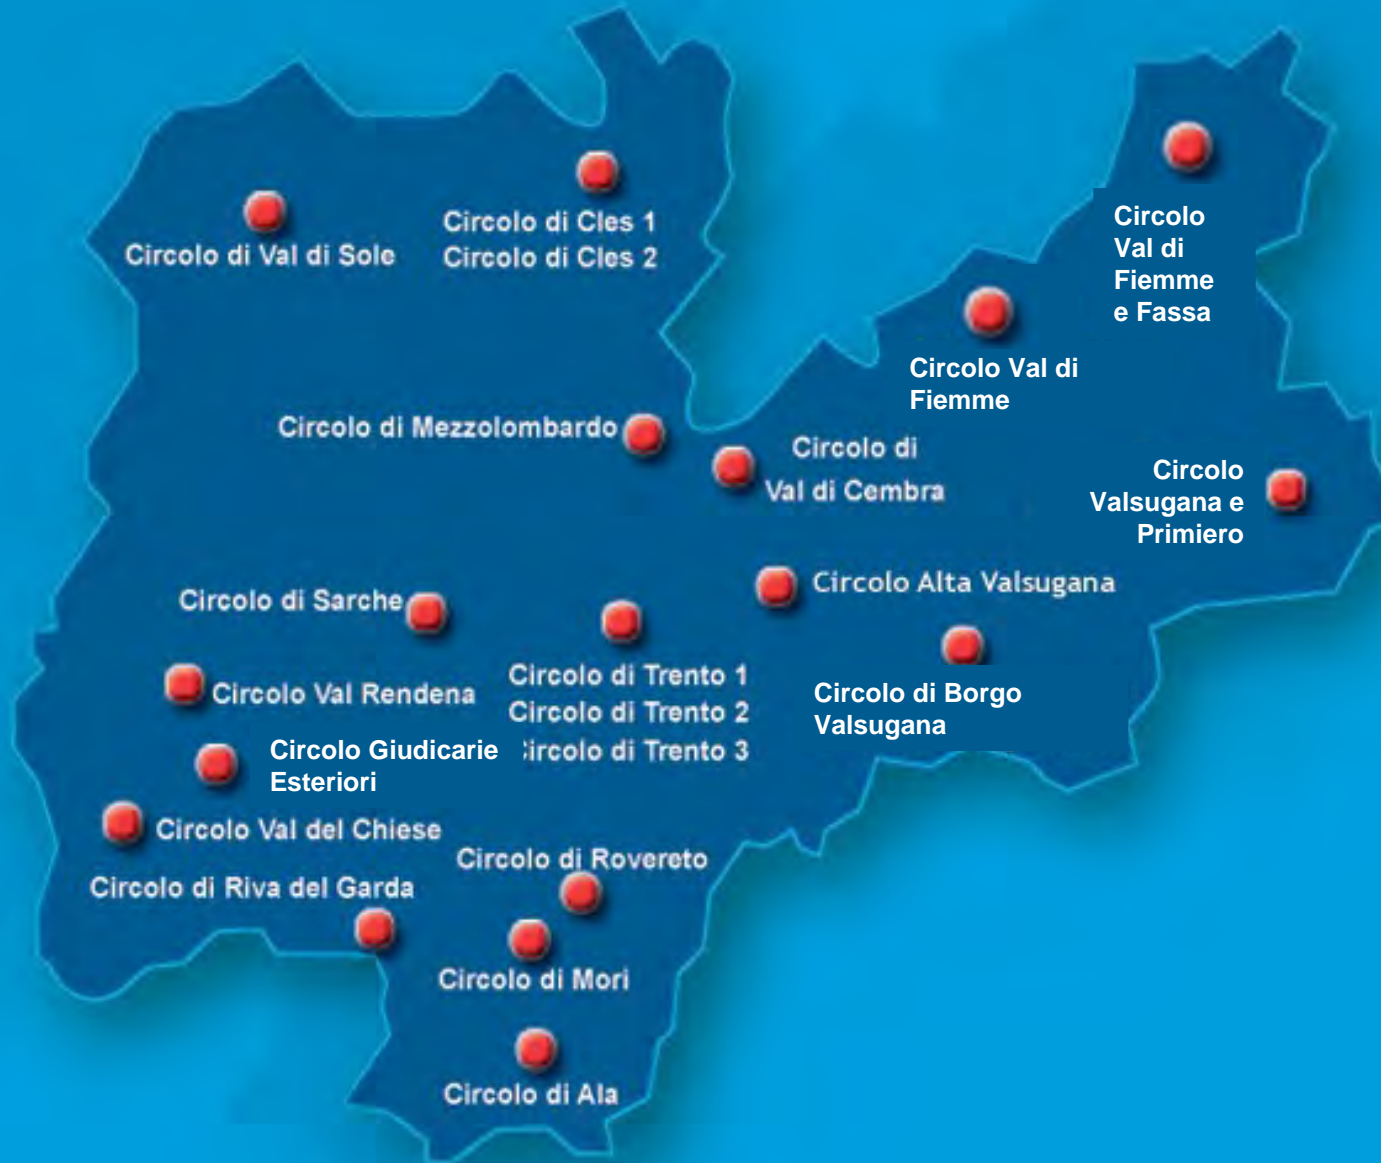 Circolo di Cles 1
Circolo di Cles 2
Circolo di Val di Sole
Circolo
Val di
Fiemme
e Fassa
Circolo Val di
Fiemme
Circolo di Mezzolombardo
Circolo di
Val di Cembra
Circolo
Valsugana e
Primiero
Circolo Alta Valsugana
Circolo di Sarche
Circolo Val Rendena
Circolo di Trento 1
Circolo di Trento 2
Circolo di Trento 3
Circolo di Borgo
Valsugana
Circolo Giudicarie
Esteriori
Circolo Val del Chiese
Circolo di Rovereto
Circolo di Riva del Garda
Circolo di Mori
Circolo di Ala